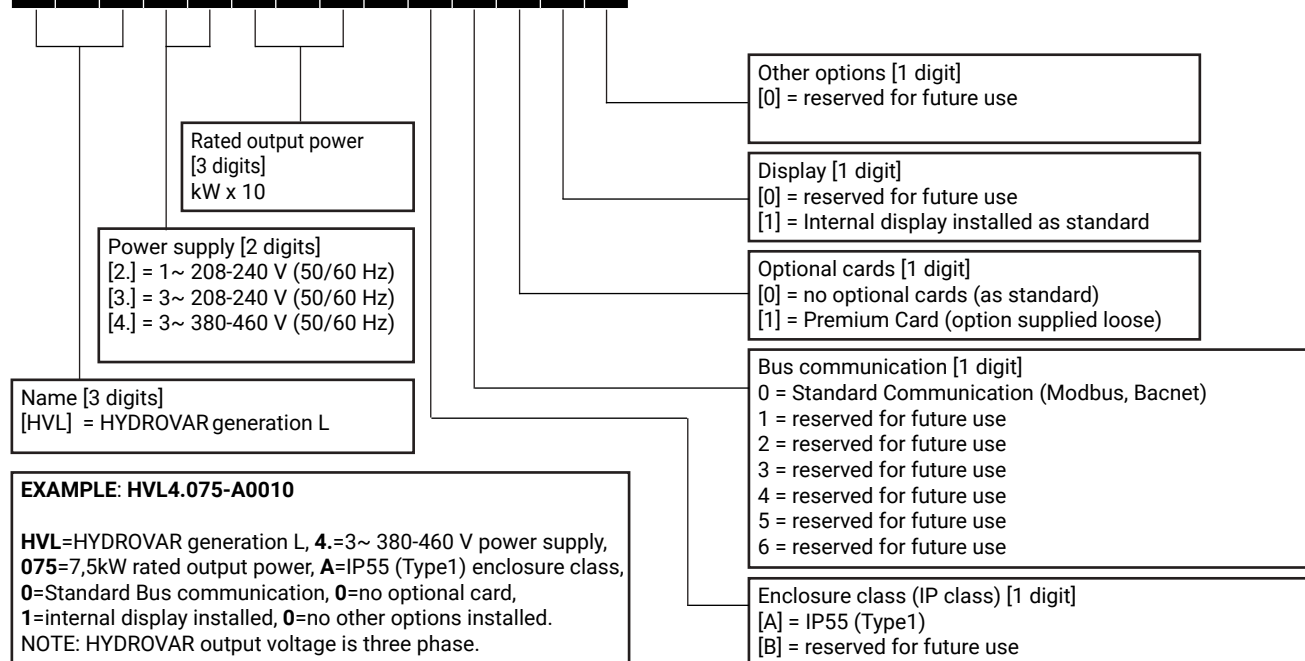 Other options [1 digit]
[0] = reserved for future use
Rated output power
[3 digits]
kW x 10
Display [1 digit]
[0] = reserved for future use
[1] = Internal display installed as standard
Power supply [2 digits]
[2.] = 1~ 208-240 V (50/60 Hz)
[3.] = 3~ 208-240 V (50/60 Hz)
[4.] = 3~ 380-460 V (50/60 Hz)
Optional cards [1 digit]
[0] = no optional cards (as standard)
[1] = Premium Card (option supplied loose)
Name [3 digits]
[HVL] = HYDROVAR generation L
Bus communication [1 digit]
0 = Standard Communication (Modbus, Bacnet)
1 = reserved for future use
2 = reserved for future use
3 = reserved for future use
4 = reserved for future use
5 = reserved for future use
6 = reserved for future use
EXAMPLE: HVL4.075-A0010
HVL=HYDROVAR generation L, 4.=3~ 380-460 V power supply,
075=7,5kW rated output power, A=IP55 (Type1) enclosure class,
0=Standard Bus communication, 0=no optional card,
1=internal display installed, 0=no other options installed.
NOTE: HYDROVAR output voltage is three phase.
Enclosure class (IP class) [1 digit]
[A] = IP55 (Type1)
[B] = reserved for future use